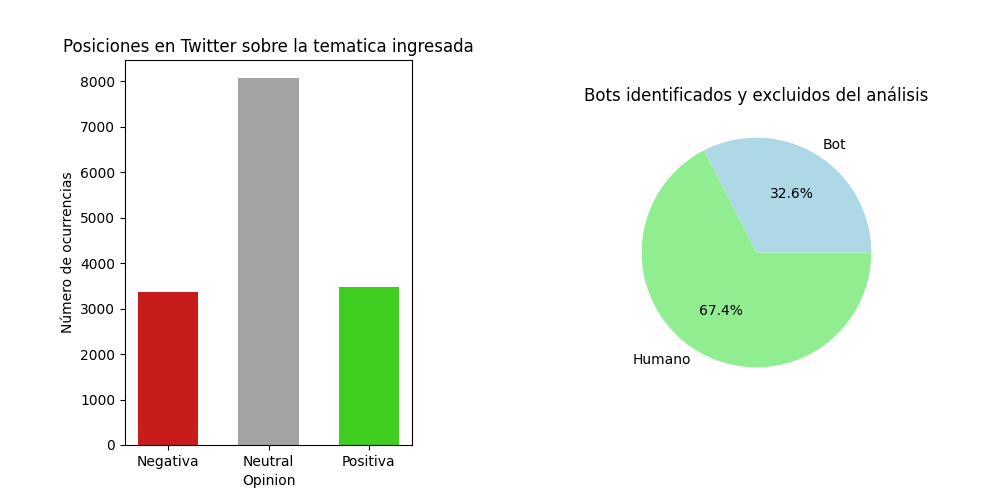 Posiciones en Twitter sobre la tematica ingresada
Número de ocurrencias
8000
7000
6000
5000
4000
3000
2000
1000
0
Negativa
Neutral
Positiva
Opinion
Bots identificados y excluidos del análisis
Bot
32.6%
67.4%
Humano